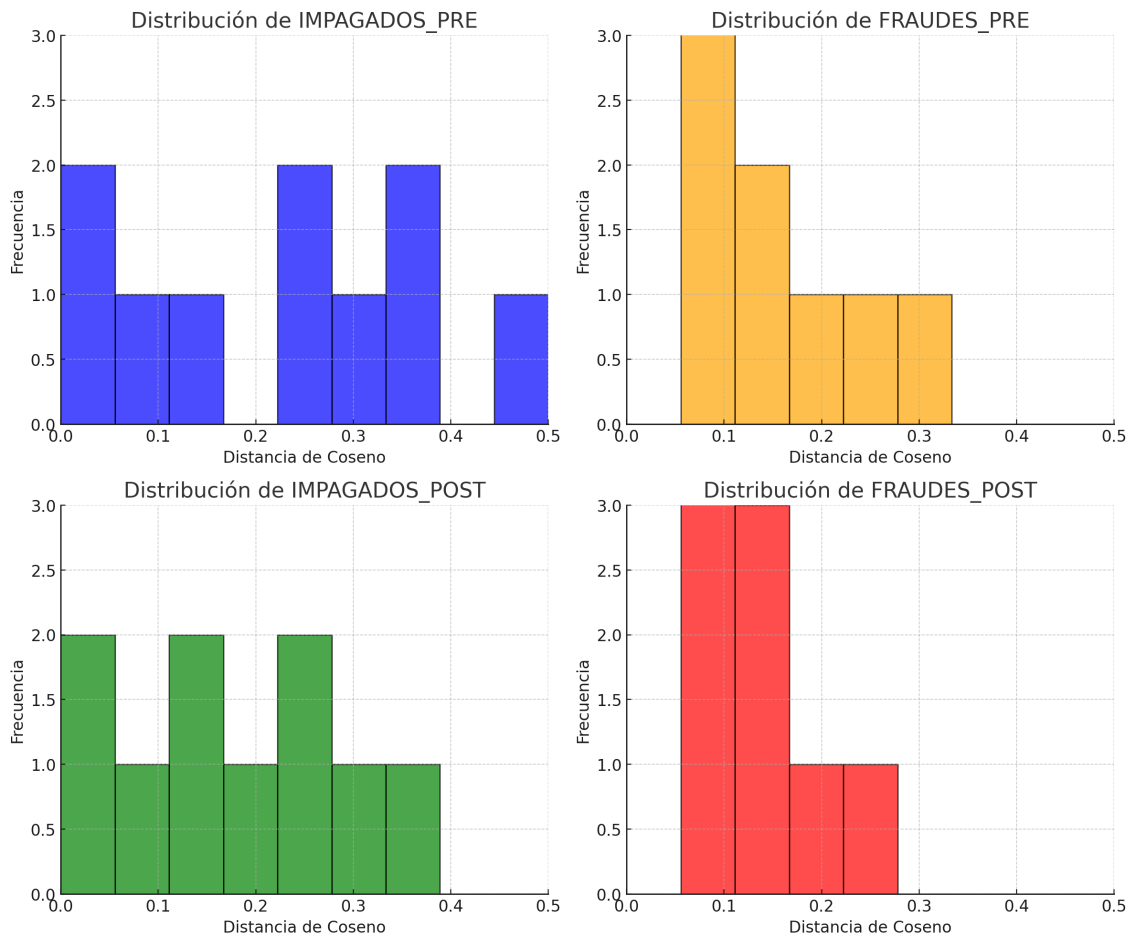 Distribución de IMPAGADOS_PRE
3.0
2.5
2.0
1.5
1.0
0.5
0.0
Frecuencia
0.0 0.1 0.2 0.3 0.4 0.5
Distancia de Coseno
Distribución de FRAUDES_PRE
3.0
2.5
2.0
1.5
1.0
0.5
0.0
Frecuencia
0.0 0.1 0.2 0.3 0.4 0.5
Distancia de Coseno
Distribución de IMPAGADOS_POST
3.0
2.5
2.0
1.5
1.0
0.5
0.0
Frecuencia
0.0 0.1 0.2 0.3 0.4 0.5
Distancia de Coseno
Distribución de FRAUDES_POST
3.0
2.5
2.0
1.5
1.0
0.5
0.0
Frecuencia
0.0 0.1 0.2 0.3 0.4 0.5
Distancia de Coseno